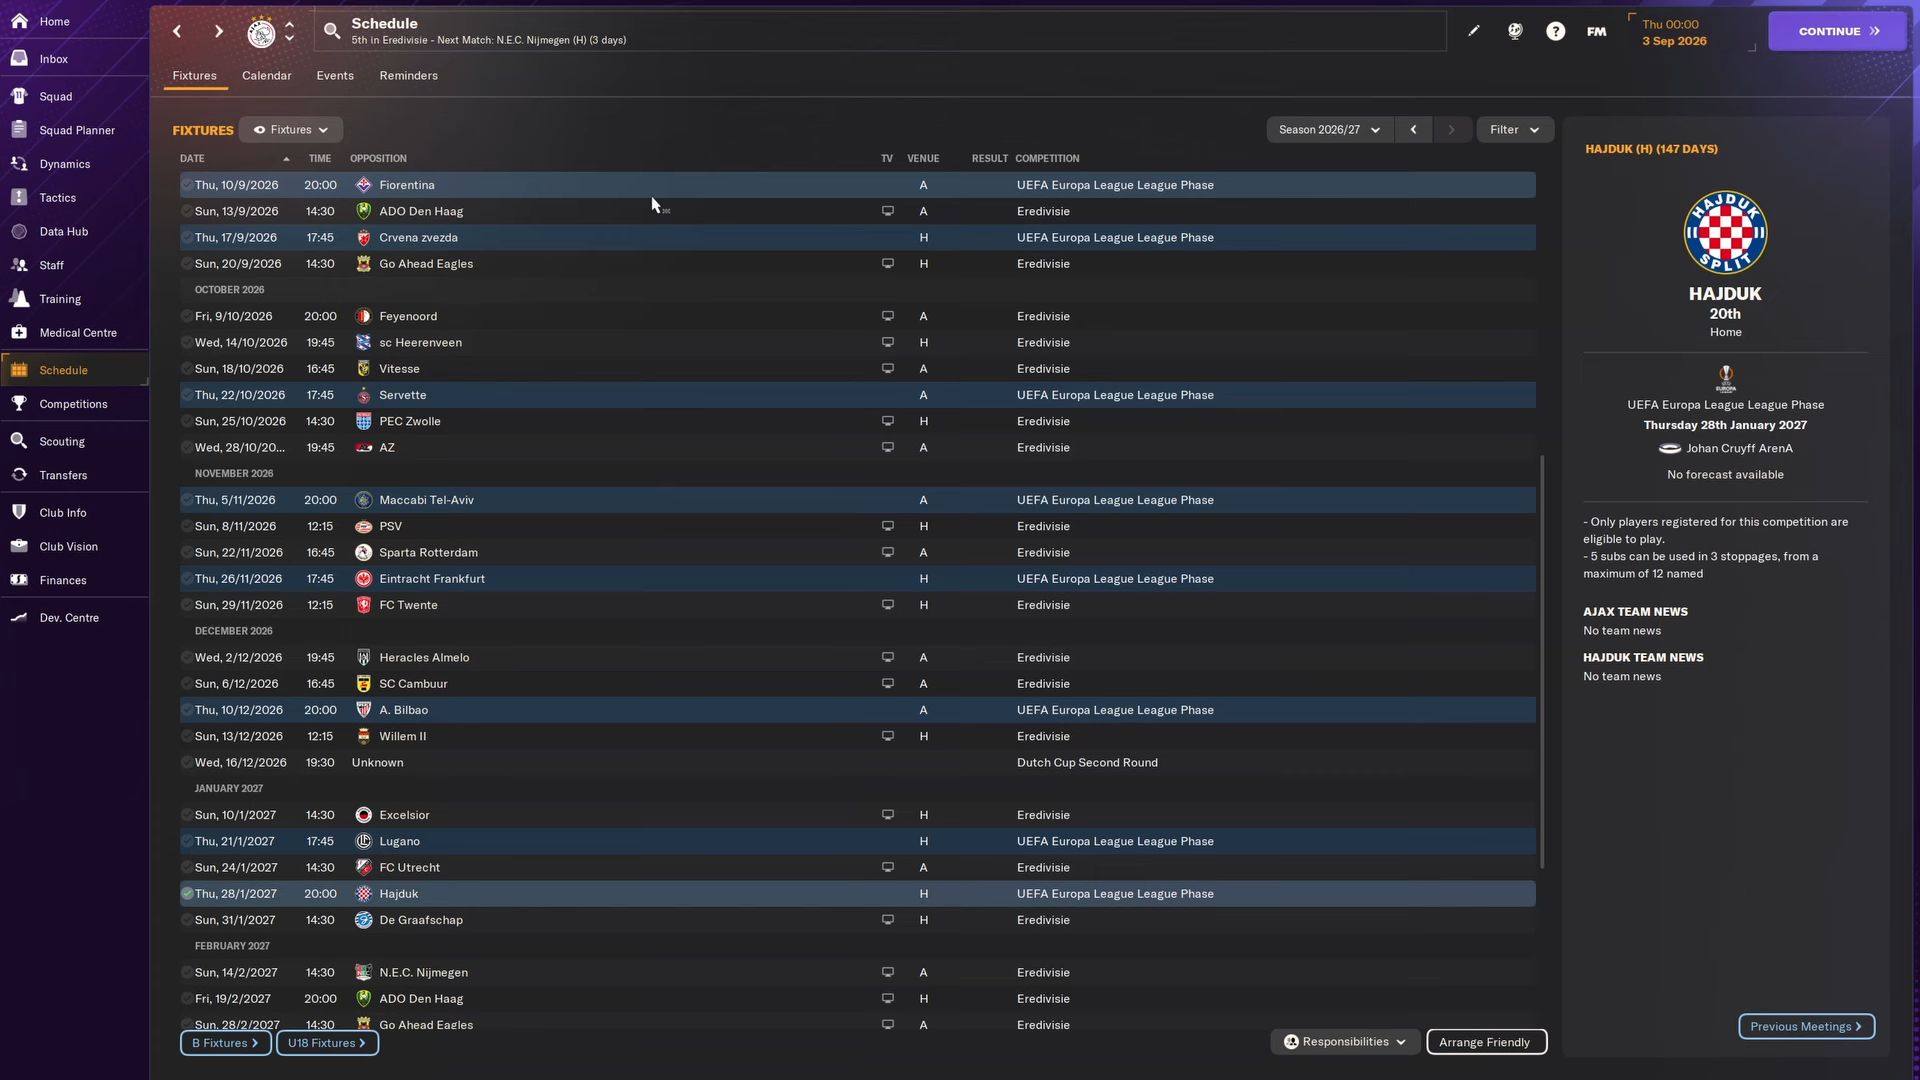 Home
Inbox
Squad
Squad Planner
Dynamics
Tactics
Data Hub
Staff
Training
Medical Centre
Schedule
Competitions
Scouting
Transfers
Club Info
Club Vision
Finances
Dev. Centre
Schedule
5th in Eredivisie - Next Match: N.E.C. Nijmegen (H) (3 days)
FM
Thu 00:00
3 Sep 2026
CONTINUE
Fixtures Calendar Events Reminders
FIXTURES Fixtures Season 2026/27 Filter
DATE TIME OPPOSITION TV VENUE RESULT COMPETITION
Thu, 10/9/2026 20:00 Fiorentina A UEFA Europa League League Phase
Sun, 13/9/2026 14:30 ADO Den Haag A Eredivisie
Thu, 17/9/2026 17:45 Crvena zvezda H UEFA Europa League League Phase
Sun, 20/9/2026 14:30 Go Ahead Eagles H Eredivisie
OCTOBER 2026
Fri, 9/10/2026 20:00 Feyenoord A Eredivisie
Wed, 14/10/2026 19:45 sc Heerenveen H Eredivisie
Sun, 18/10/2026 16:45 Vitesse A Eredivisie
Thu, 22/10/2026 17:45 Servette A UEFA Europa League League Phase
Sun, 25/10/2026 14:30 PEC Zwolle H Eredivisie
Wed, 28/10/20... 19:45 AZ A Eredivisie
NOVEMBER 2026
Thu, 5/11/2026 20:00 Maccabi Tel-Aviv A UEFA Europa League League Phase
Sun, 8/11/2026 12:15 PSV H Eredivisie
Sun, 22/11/2026 16:45 Sparta Rotterdam A Eredivisie
Thu, 26/11/2026 17:45 Eintracht Frankfurt H UEFA Europa League League Phase
Sun, 29/11/2026 12:15 FC Twente H Eredivisie
DECEMBER 2026
Wed, 2/12/2026 19:45 Heracles Almelo A Eredivisie
Sun, 6/12/2026 16:45 SC Cambuur A Eredivisie
Thu, 10/12/2026 20:00 A. Bilbao A UEFA Europa League League Phase
Sun, 13/12/2026 12:15 Willem II H Eredivisie
Wed, 16/12/2026 19:30 Unknown Dutch Cup Second Round
JANUARY 2027
Sun, 10/1/2027 14:30 Excelsior H Eredivisie
Thu, 21/1/2027 17:45 Lugano H UEFA Europa League League Phase
Sun, 24/1/2027 14:30 FC Utrecht A Eredivisie
Thu, 28/1/2027 20:00 Hajduk H UEFA Europa League League Phase
Sun, 31/1/2027 14:30 De Graafschap H Eredivisie
FEBRUARY 2027
Sun, 14/2/2027 14:30 N.E.C. Nijmegen A Eredivisie
Fri, 19/2/2027 20:00 ADO Den Haag H Eredivisie
Sun, 28/2/2027 14:30 Go Ahead Eagles A Eredivisie
B Fixtures U18 Fixtures Responsibilities Arrange Friendly
HAJDUK (H) (147 DAYS)
HAJDUK
SPLIT
HAJDUK
20th
Home
EUROPA
UEFA Europa League League Phase
Thursday 28th January 2027
Johan Cruyff ArenA
No forecast available
- Only players registered for this competition are
eligible to play.
- 5 subs can be used in 3 stoppages, from a
maximum of 12 named
AJAX TEAM NEWS
No team news
HAJDUK TEAM NEWS
No team news
Previous Meetings